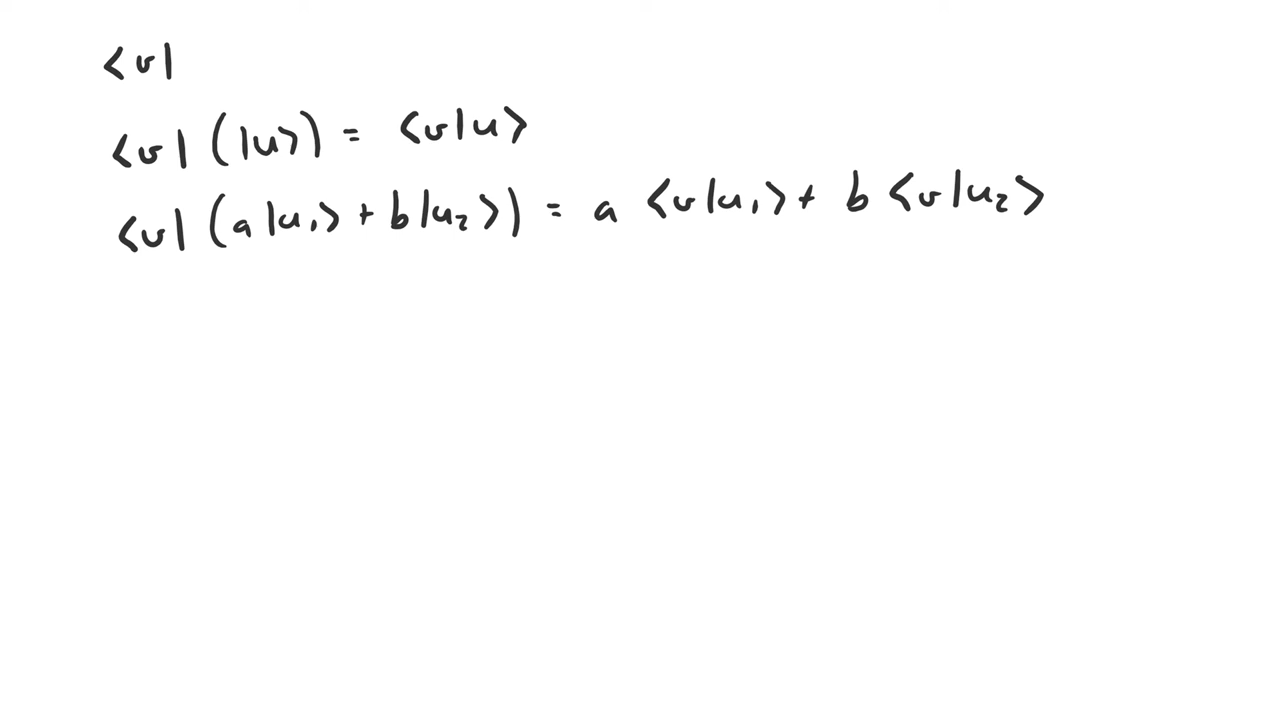 <v|
<v| (|u>) = <v|u>
<v| (a|u₁> + b|u₂>) = a <v|u₁> + b <v|u₂>